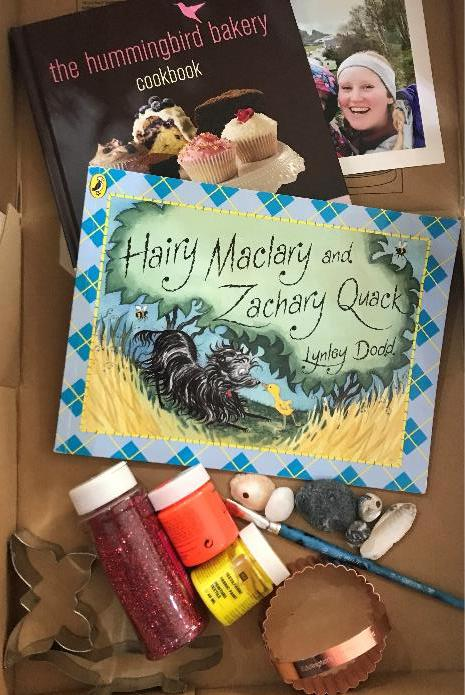 the hummingbird bakery
cookbook
Hairy Maclary and
Zachary Quack
Lynley Dodd